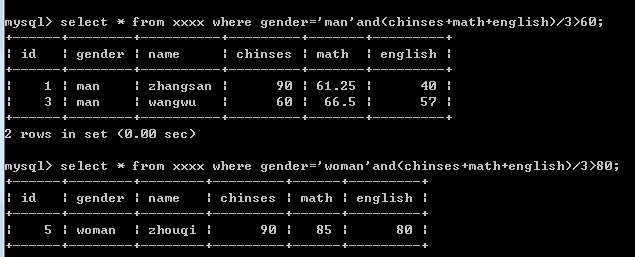 mysql> select * from xxxx where gender='man'and(chinses+math+english)/3>60;
+------+--------+----------+---------+-------+---------+
| id   | gender | name     | chinses | math  | english |
+------+--------+----------+---------+-------+---------+
|    1 | man    | zhangsan |      90 | 61.25 |      40 |
|    3 | man    | wangwu   |      60 |  66.5 |      57 |
+------+--------+----------+---------+-------+---------+
2 rows in set (0.00 sec)
mysql> select * from xxxx where gender='woman'and(chinses+math+english)/3>80;
+------+--------+--------+---------+------+---------+
| id   | gender | name   | chinses | math | english |
+------+--------+--------+---------+------+---------+
|    5 | woman  | zhouqi |      90 |   85 |      80 |
+------+--------+--------+---------+------+---------+